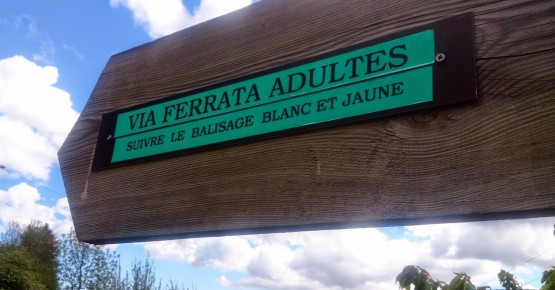 VIA FERRATA ADULTES
SUIVRE LE BALISAGE BLANC ET JAUNE